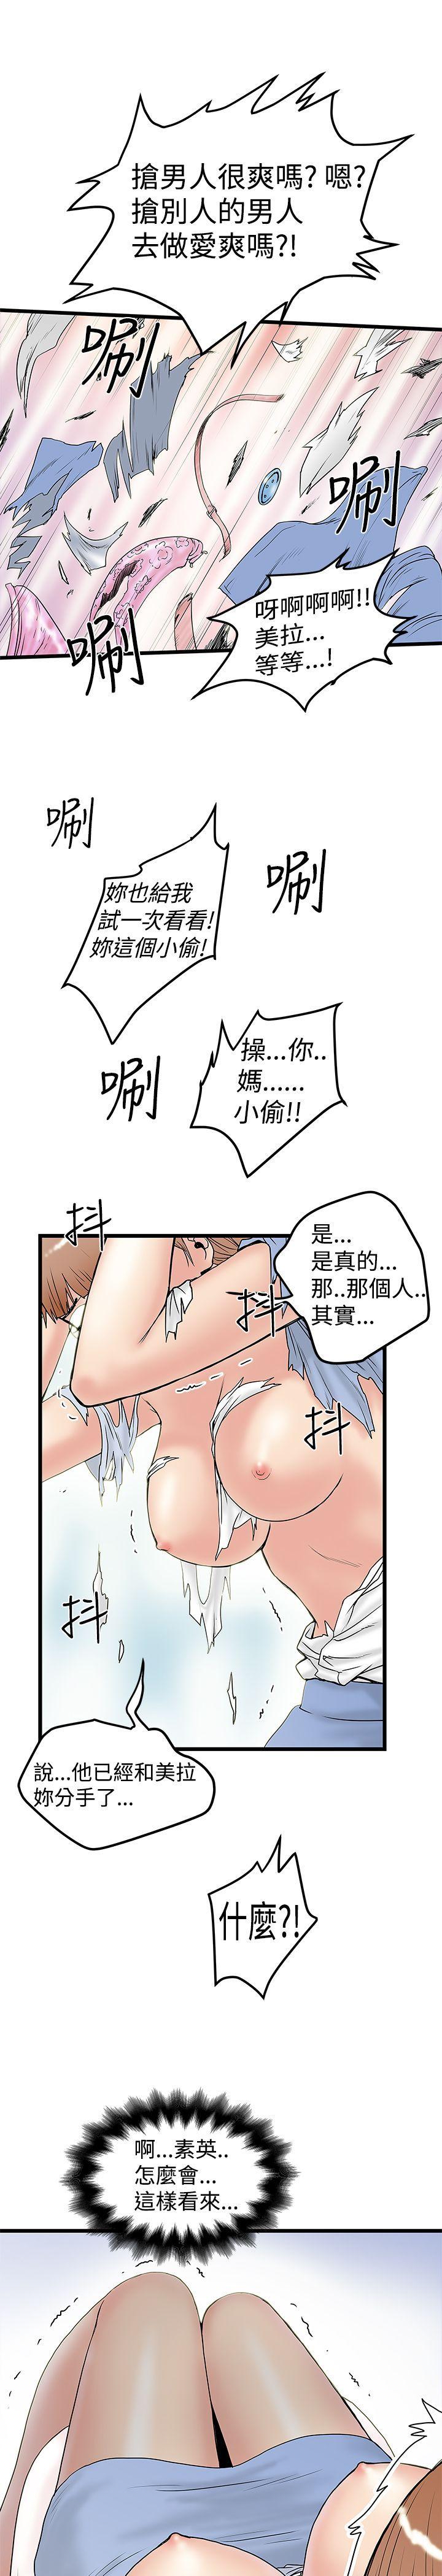 搶男人很爽嗎? 嗯?
搶別人的男人
去做愛爽嗎?!
唰
唰
呀啊啊啊!!
美拉...
等等...!
唰
唰
妳也給我
試一次看看!
妳這個小偷!
唰
操...你..
媽......
小偷!!
唰
抖
是...
是真的...
那..那個人..
其實...
抖
抖
抖
說...他已經和美拉
妳分手了...
什麼?!
啊...素英..
怎麼會...
這樣看來...